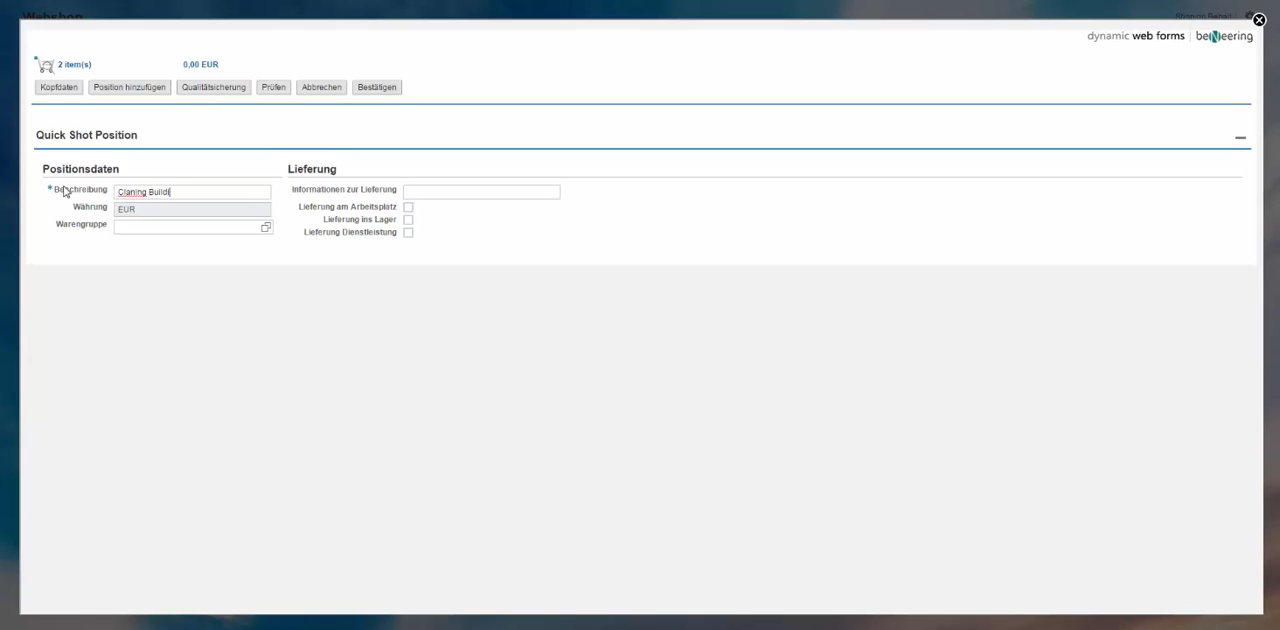 Webshop
dynamic web forms | beNeering
2 item(s) 0,00 EUR
Kopfdaten Position hinzufügen Qualitätsicherung Prüfen Abbrechen Bestätigen
Quick Shot Position
Positionsdaten Lieferung
Beschreibung Claning Buildi Informationen zur Lieferung
Währung EUR Lieferung am Arbeitsplatz
Lieferung ins Lager
Warengruppe
Lieferung Dienstleistung